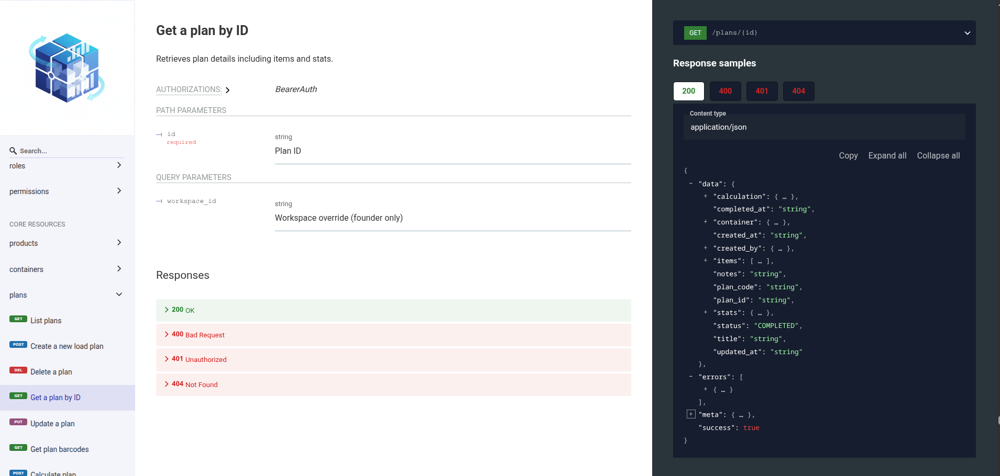 Search...
roles
permissions
CORE RESOURCES
products
containers
plans
GET List plans
POST Create a new load plan
DEL Delete a plan
GET Get a plan by ID
PUT Update a plan
GET Get plan barcodes
POST Calculate plan
Get a plan by ID
Retrieves plan details including items and stats.
AUTHORIZATIONS: BearerAuth
PATH PARAMETERS
id
required
string
Plan ID
QUERY PARAMETERS
workspace_id
string
Workspace override (founder only)
Responses
200 OK
400 Bad Request
401 Unauthorized
404 Not Found
GET /plans/{id}
Response samples
200 400 401 404
Content type
application/json
Copy Expand all Collapse all
{
- "data": {
+ "calculation": { … },
"completed_at": "string",
+ "container": { … },
"created_at": "string",
+ "created_by": { … },
+ "items": [ … ],
"notes": "string",
"plan_code": "string",
"plan_id": "string",
+ "stats": { … },
"status": "COMPLETED",
"title": "string",
"updated_at": "string"
},
- "errors": [
+ { … }
],
+ "meta": { … },
"success": true
}